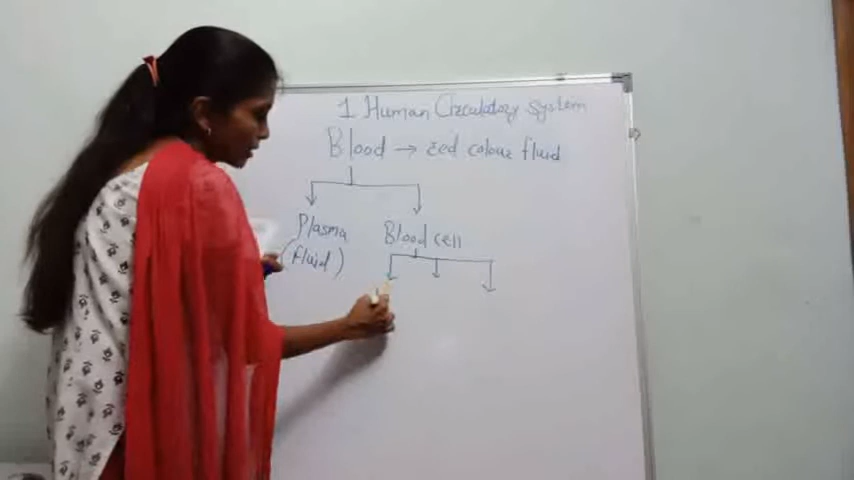 1 Human Circulatory system
Blood → red colour fluid
Plasma
(fluid)
Blood cell